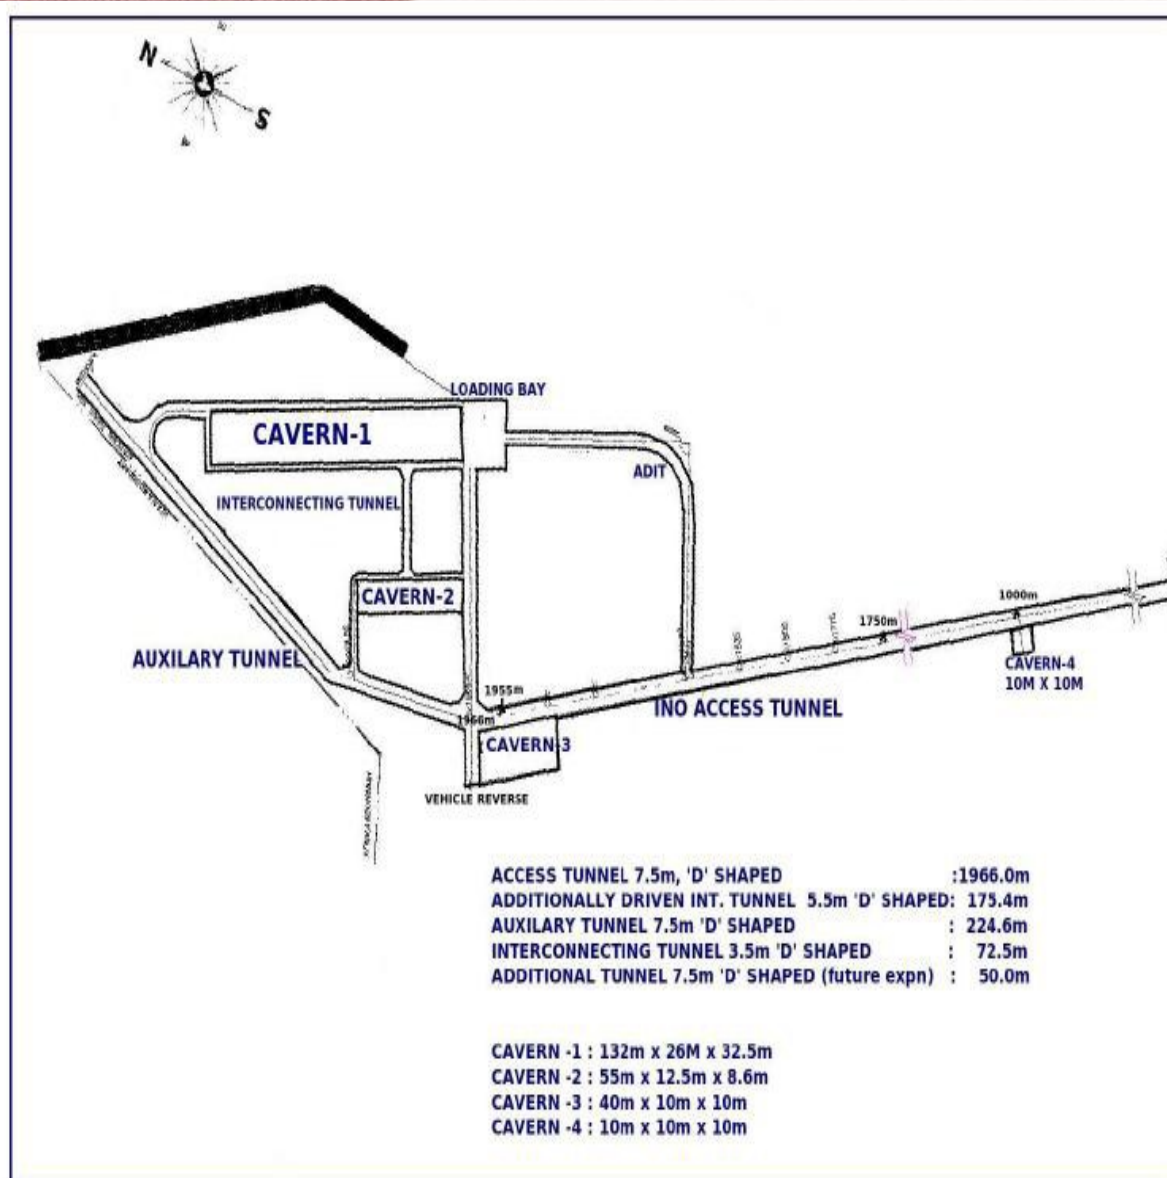 N
S
LOADING BAY
CAVERN-1
ADIT
INTERCONNECTING TUNNEL
CAVERN-2
1000m
1750m
AUXILARY TUNNEL
CAVERN-4
10M X 10M
1955m
INO ACCESS TUNNEL
1966m
CAVERN-3
VEHICLE REVERSE
ACCESS TUNNEL 7.5m, 'D' SHAPED :1966.0m
ADDITIONALLY DRIVEN INT. TUNNEL 5.5m 'D' SHAPED: 175.4m
AUXILARY TUNNEL 7.5m 'D' SHAPED : 224.6m
INTERCONNECTING TUNNEL 3.5m 'D' SHAPED : 72.5m
ADDITIONAL TUNNEL 7.5m 'D' SHAPED (future expn) : 50.0m
CAVERN -1 : 132m x 26M x 32.5m
CAVERN -2 : 55m x 12.5m x 8.6m
CAVERN -3 : 40m x 10m x 10m
CAVERN -4 : 10m x 10m x 10m